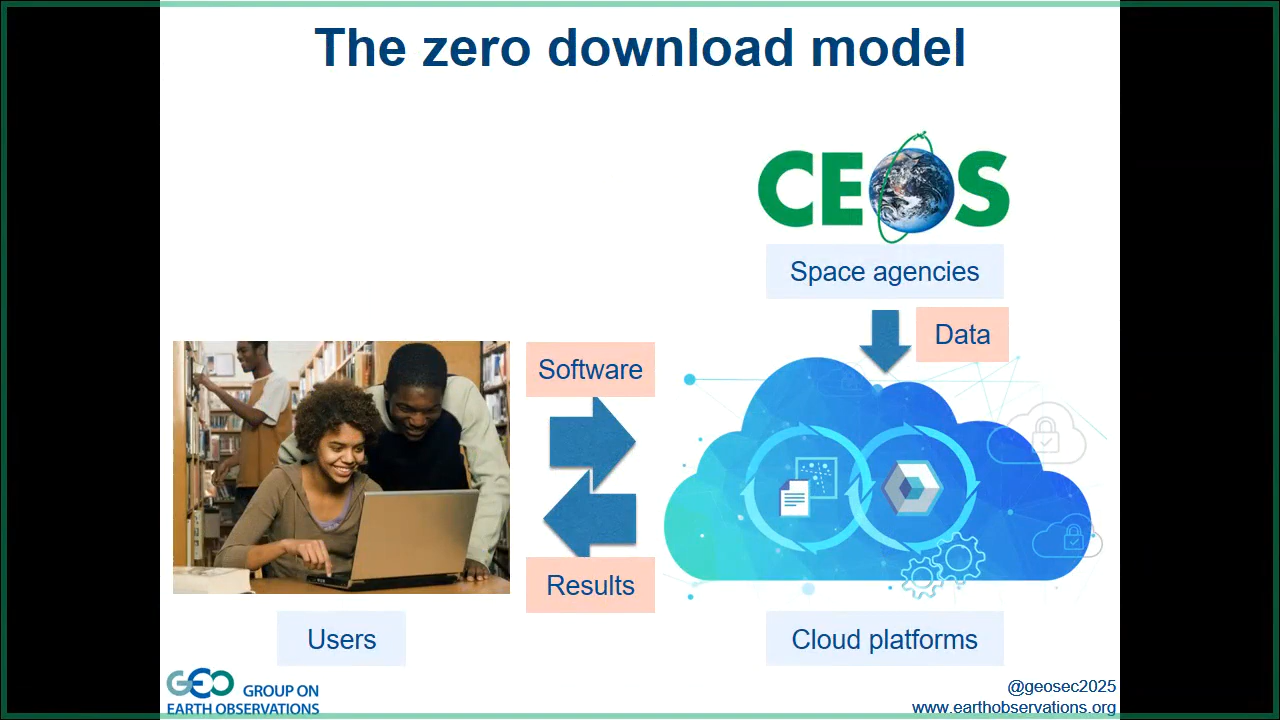 The zero download model
CEOS
Space agencies
Data
Software
Results
Users
Cloud platforms
GEO GROUP ON
EARTH OBSERVATIONS
@geosec2025
www.earthobservations.org